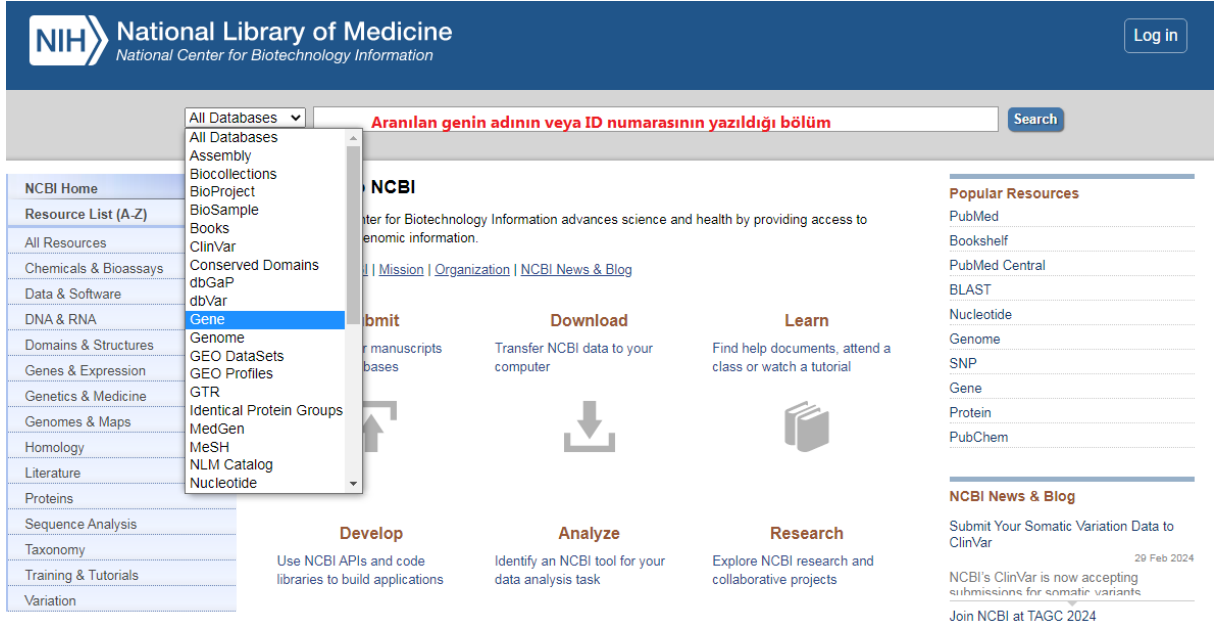 NIH
National Library of Medicine
National Center for Biotechnology Information
Log in
All Databases
Aranılan genin adının veya ID numarasının yazıldığı bölüm
Search
All Databases
Assembly
Biocollections
BioProject
BioSample
Books
ClinVar
Conserved Domains
dbGaP
dbVar
Gene
Genome
GEO DataSets
GEO Profiles
GTR
Identical Protein Groups
MedGen
MeSH
NLM Catalog
Nucleotide
NCBI Home
Resource List (A-Z)
All Resources
Chemicals & Bioassays
Data & Software
DNA & RNA
Domains & Structures
Genes & Expression
Genetics & Medicine
Genomes & Maps
Homology
Literature
Proteins
Sequence Analysis
Taxonomy
Training & Tutorials
Variation
NCBI
for Biotechnology Information advances science and health by providing access to
information.
| Mission | Organization | NCBI News & Blog
Download
Transfer NCBI data to your
computer
Learn
Find help documents, attend a
class or watch a tutorial
manuscripts
Develop
Use NCBI APIs and code
libraries to build applications
Analyze
Identify an NCBI tool for your
data analysis task
Research
Explore NCBI research and
collaborative projects
Popular Resources
PubMed
Bookshelf
PubMed Central
BLAST
Nucleotide
Genome
SNP
Gene
Protein
PubChem
NCBI News & Blog
Submit Your Somatic Variation Data to
ClinVar
29 Feb 2024
NCBI's ClinVar is now accepting
submissions for somatic variants
Join NCBI at TAGC 2024